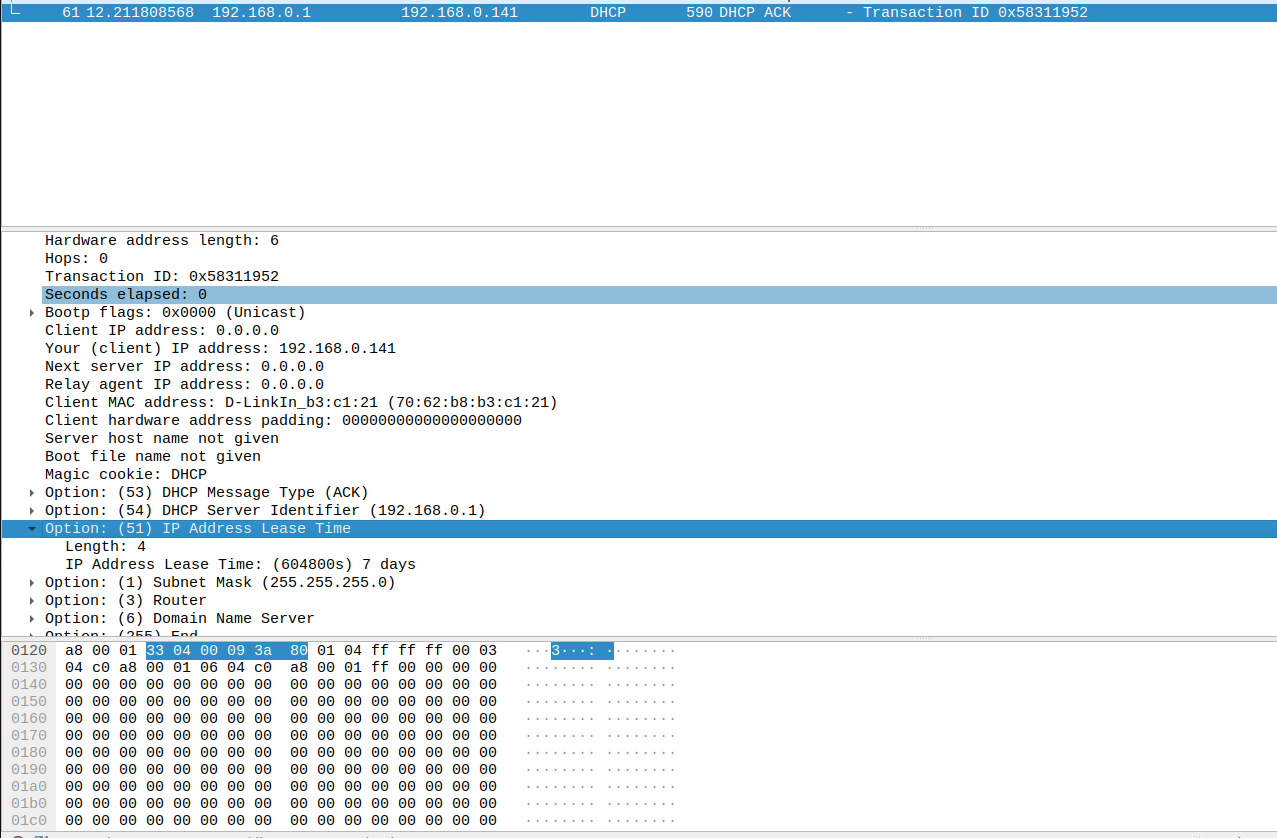 61 12.211808568 192.168.0.1 192.168.0.141 DHCP 590 DHCP ACK - Transaction ID 0x58311952
Hardware address length: 6
Hops: 0
Transaction ID: 0x58311952
Seconds elapsed: 0
Bootp flags: 0x0000 (Unicast)
Client IP address: 0.0.0.0
Your (client) IP address: 192.168.0.141
Next server IP address: 0.0.0.0
Relay agent IP address: 0.0.0.0
Client MAC address: D-LinkIn_b3:c1:21 (70:62:b8:b3:c1:21)
Client hardware address padding: 00000000000000000000
Server host name not given
Boot file name not given
Magic cookie: DHCP
Option: (53) DHCP Message Type (ACK)
Option: (54) DHCP Server Identifier (192.168.0.1)
Option: (51) IP Address Lease Time
Length: 4
IP Address Lease Time: (604800s) 7 days
Option: (1) Subnet Mask (255.255.255.0)
Option: (3) Router
Option: (6) Domain Name Server
Option: (255) End
0120 a8 00 01 33 04 00 09 3a 80 01 04 ff ff ff 00 03 ···3···: ········
0130 04 c0 a8 00 01 06 04 c0 a8 00 01 ff 00 00 00 00 ········ ········
0140 00 00 00 00 00 00 00 00 00 00 00 00 00 00 00 00 ········ ········
0150 00 00 00 00 00 00 00 00 00 00 00 00 00 00 00 00 ········ ········
0160 00 00 00 00 00 00 00 00 00 00 00 00 00 00 00 00 ········ ········
0170 00 00 00 00 00 00 00 00 00 00 00 00 00 00 00 00 ········ ········
0180 00 00 00 00 00 00 00 00 00 00 00 00 00 00 00 00 ········ ········
0190 00 00 00 00 00 00 00 00 00 00 00 00 00 00 00 00 ········ ········
01a0 00 00 00 00 00 00 00 00 00 00 00 00 00 00 00 00 ········ ········
01b0 00 00 00 00 00 00 00 00 00 00 00 00 00 00 00 00 ········ ········
01c0 00 00 00 00 00 00 00 00 00 00 00 00 00 00 00 00 ········ ········